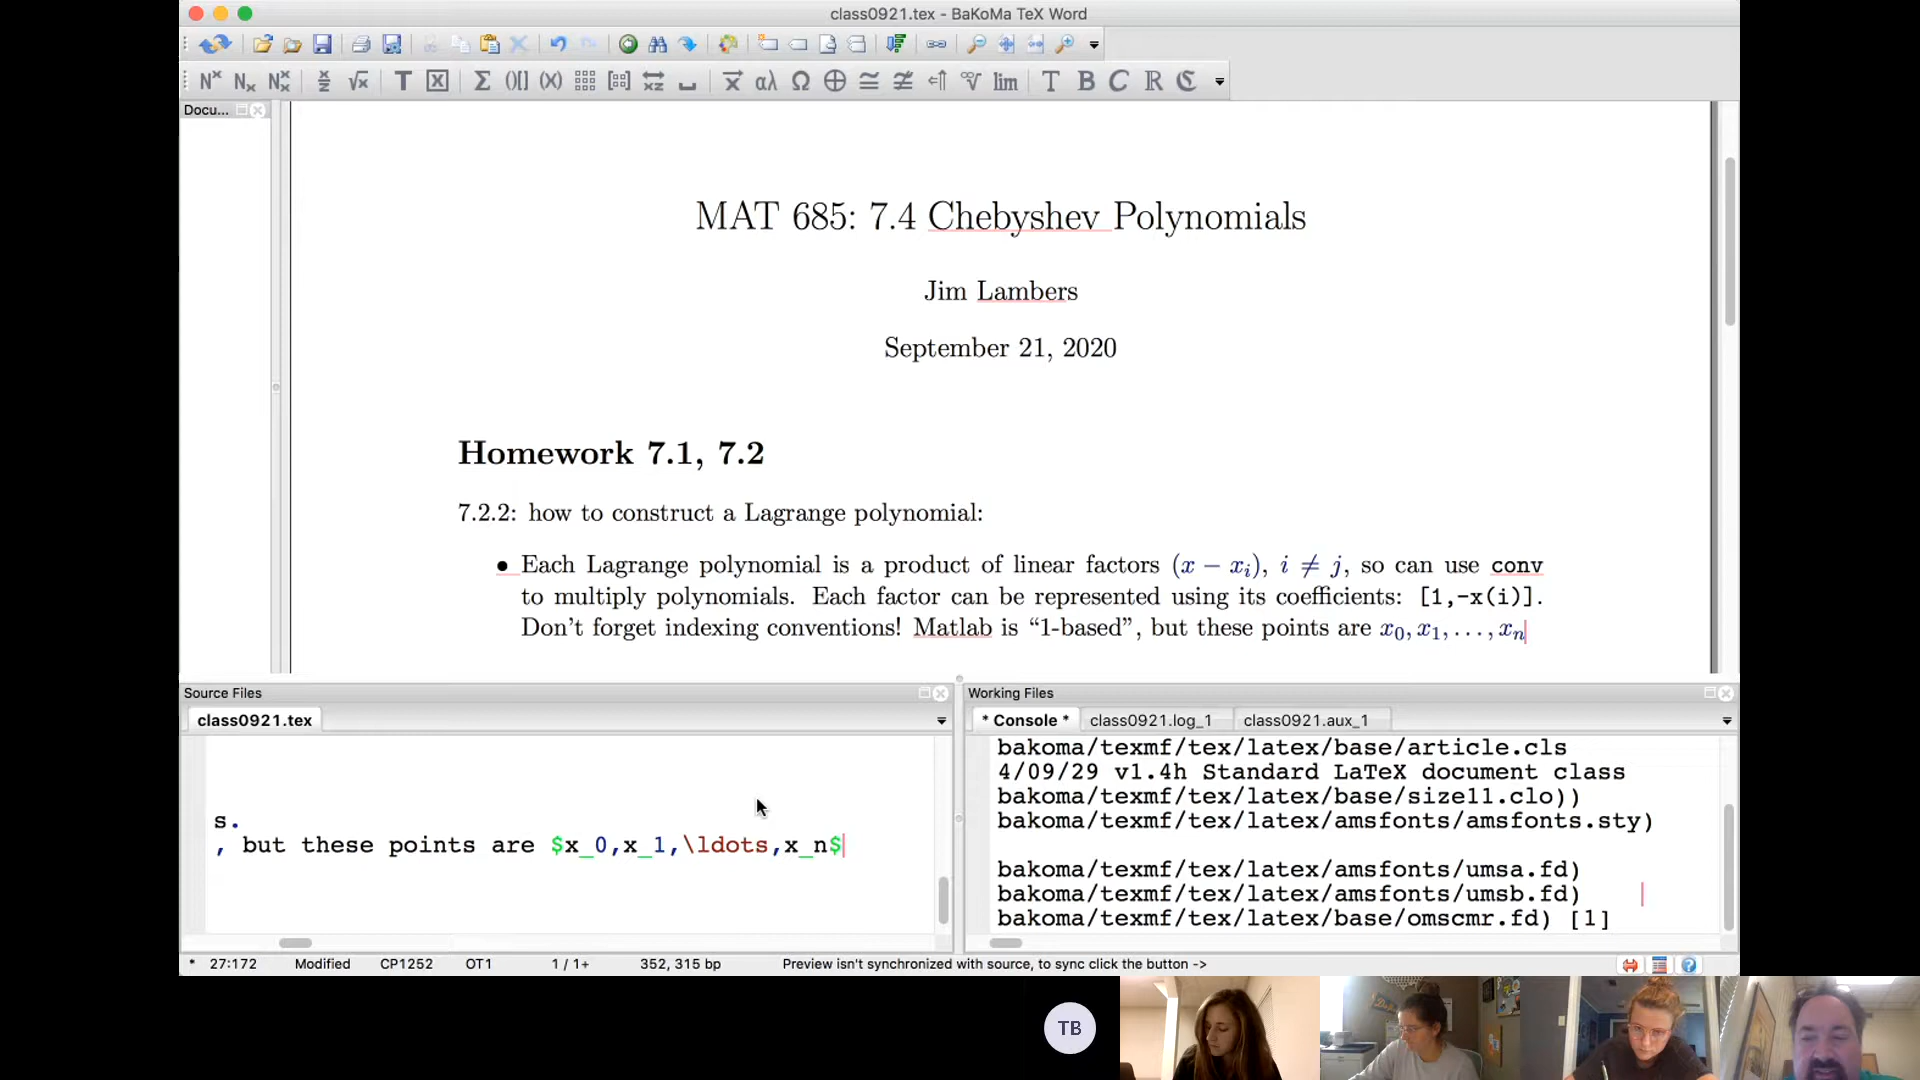 class0921.tex - BaKoMa TeX Word
Docu...
MAT 685: 7.4 Chebyshev Polynomials
Jim Lambers
September 21, 2020
Homework 7.1, 7.2
7.2.2: how to construct a Lagrange polynomial:
• Each Lagrange polynomial is a product of linear factors (x − xᵢ), i ≠ j, so can use conv
to multiply polynomials. Each factor can be represented using its coefficients: [1,-x(i)].
Don't forget indexing conventions! Matlab is “1-based”, but these points are x₀, x₁, . . . , xₙ
Source Files
class0921.tex
s.
, but these points are $x_0,x_1,\ldots,x_n$
* 27:172 Modified CP1252 OT1 1 / 1+ 352, 315 bp Preview isn't synchronized with source, to sync click the button ->
Working Files
* Console * class0921.log_1 class0921.aux_1
bakoma/texmf/tex/latex/base/article.cls
4/09/29 v1.4h Standard LaTeX document class
bakoma/texmf/tex/latex/base/size11.clo))
bakoma/texmf/tex/latex/amsfonts/amsfonts.sty)
bakoma/texmf/tex/latex/amsfonts/umsa.fd)
bakoma/texmf/tex/latex/amsfonts/umsb.fd)
bakoma/texmf/tex/latex/base/omscmr.fd) [1]
TB